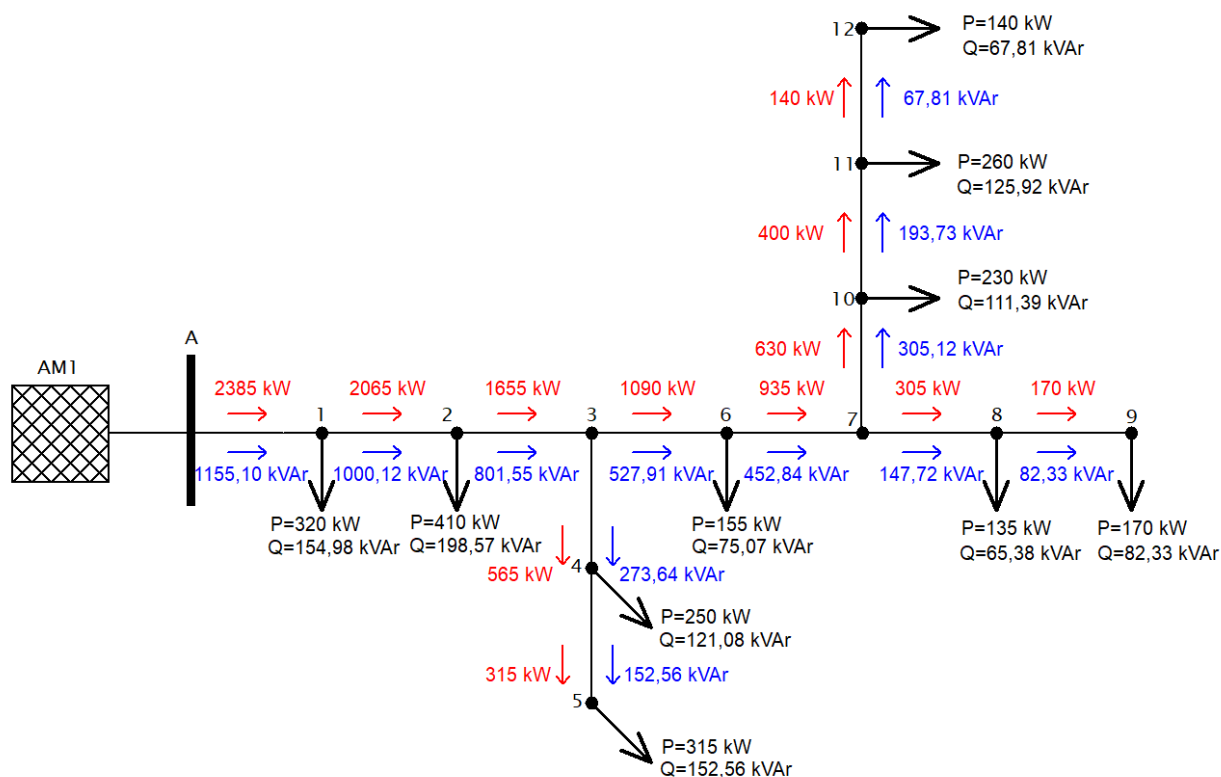 12
P=140 kW
Q=67,81 kVAr
140 kW
67,81 kVAr
11
P=260 kW
Q=125,92 kVAr
400 kW
193,73 kVAr
10
P=230 kW
Q=111,39 kVAr
630 kW
305,12 kVAr
A
AM1
2385 kW
2065 kW
1655 kW
1090 kW
935 kW
305 kW
170 kW
1
2
3
6
7
8
9
1155,10 kVAr
1000,12 kVAr
801,55 kVAr
527,91 kVAr
452,84 kVAr
147,72 kVAr
82,33 kVAr
P=320 kW
Q=154,98 kVAr
P=410 kW
Q=198,57 kVAr
P=155 kW
Q=75,07 kVAr
P=135 kW
Q=65,38 kVAr
P=170 kW
Q=82,33 kVAr
565 kW
4
273,64 kVAr
P=250 kW
Q=121,08 kVAr
315 kW
152,56 kVAr
5
P=315 kW
Q=152,56 kVAr